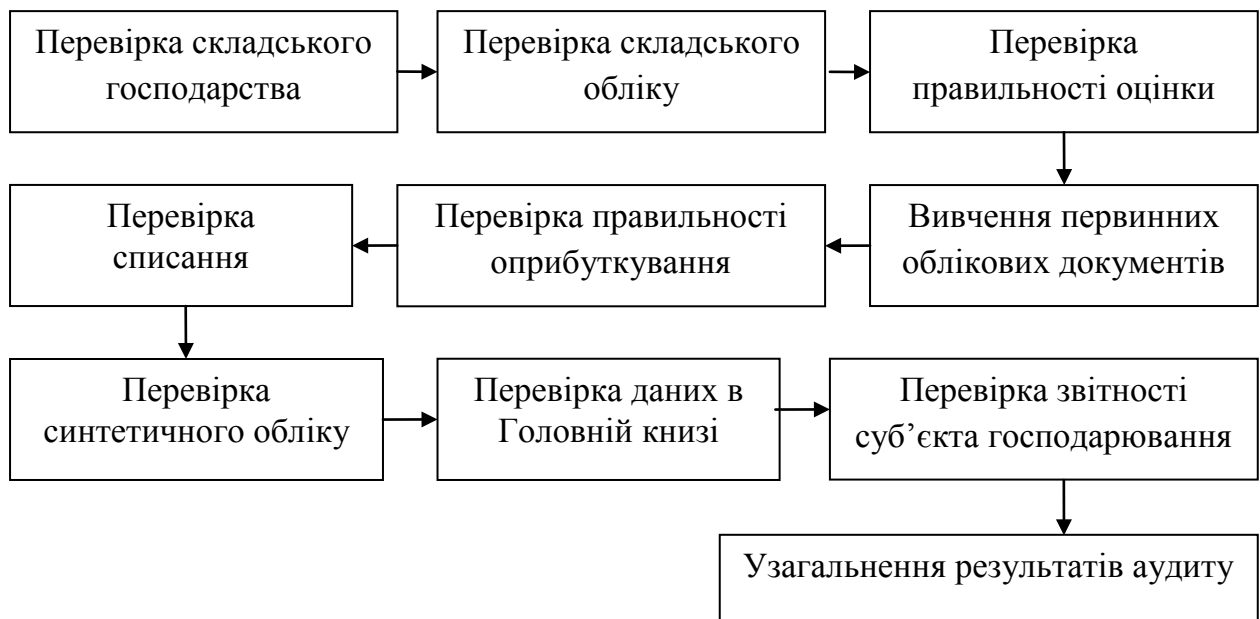 Перевірка складського
господарства
Перевірка складского
обліку
Перевірка
правильності оцінки
Вивчення первинних
облікових документів
Перевірка правильності
оприбуткування
Перевірка
списання
Перевірка
синтетичного обліку
Перевірка даних в
Головній книзі
Перевірка звітності
суб’єкта господарювання
Узагальнення результатів аудиту